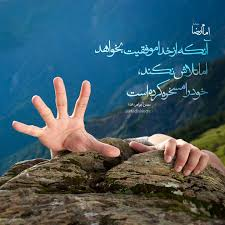 امام رضا
آنکه از خدا موفقیت بخواهد
اما تلاش نکند،
خود را مسخره کرده است